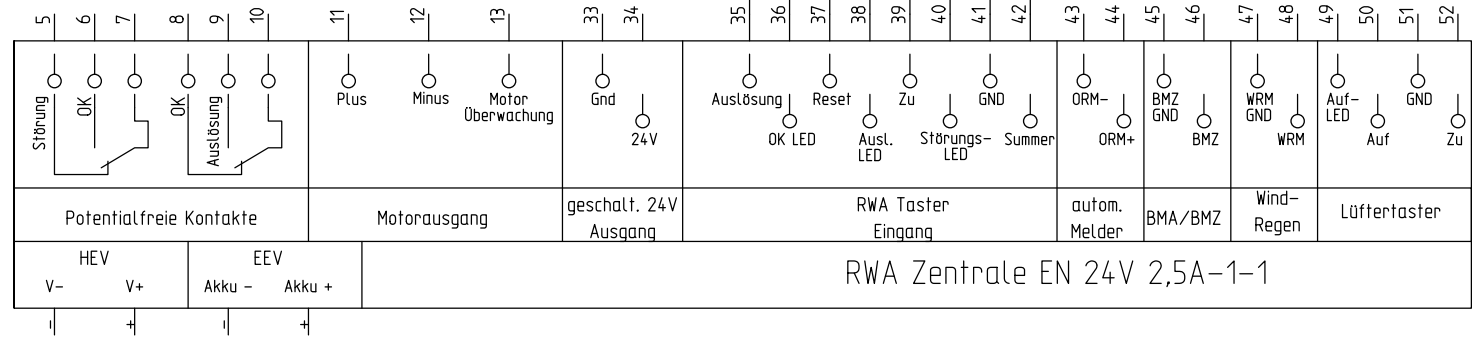 5 6 7 8 9 10 11 12 13 33 34 35 36 37 38 39 40 41 42 43 44 45 46 47 48 49 50 51 52
Störung OK OK Auslösung
Plus Minus Motor
Überwachung
Gnd
24V
Auslösung Reset Zu GND
OK LED Ausl.
LED
Störungs-
LED
Summer
ORM-
ORM+
BMZ
GND
BMZ
WRM
GND
WRM
Auf-
LED
GND
Auf Zu
Potentialfreie Kontakte
Motorausgang
geschalt. 24V
Ausgang
RWA Taster
Eingang
autom.
Melder
BMA/BMZ
Wind-
Regen
Lüftertaster
HEV
V- V+
EEV
Akku - Akku +
RWA Zentrale EN 24V 2,5A-1-1
- + - +